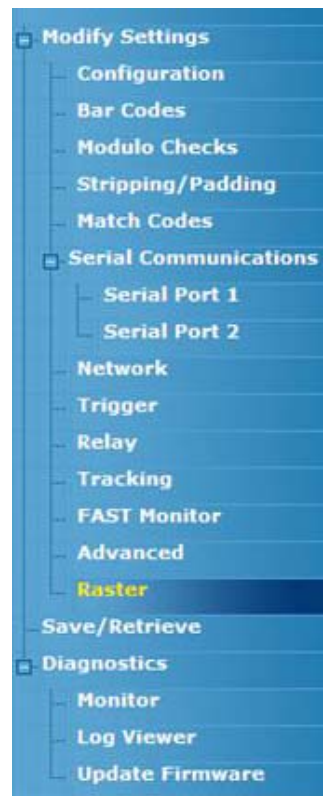 Modify Settings
Configuration
Bar Codes
Modulo Checks
Stripping/Padding
Match Codes
Serial Communications
Serial Port 1
Serial Port 2
Network
Trigger
Relay
Tracking
FAST Monitor
Advanced
Raster
Save/Retrieve
Diagnostics
Monitor
Log Viewer
Update Firmware